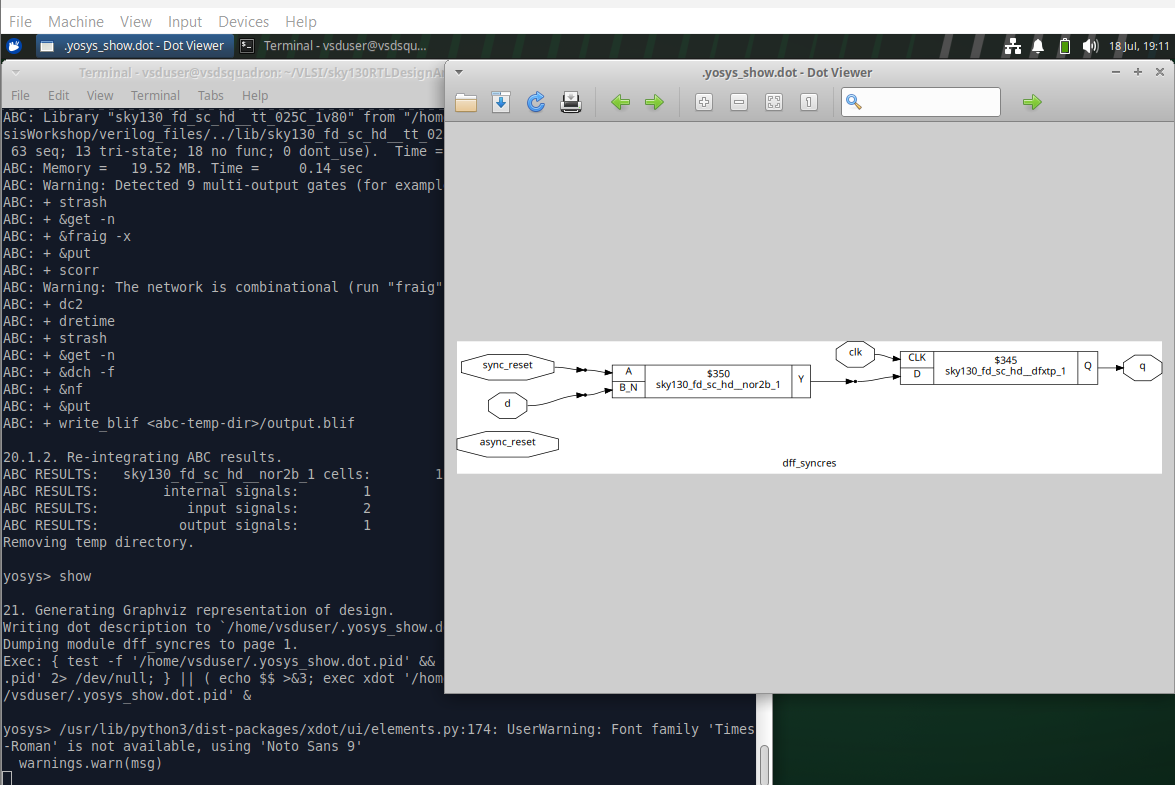 File Machine View Input Devices Help
.yosys_show.dot - Dot Viewer Terminal - vsduser@vsdsqu... 18 Jul, 19:11
Terminal - vsduser@vsdsquadron: ~/VLSI/sky130RTLDesignAn
File Edit View Terminal Tabs Help
ABC: Library "sky130_fd_sc_hd__tt_025C_1v80" from "/hom
sisWorkshop/verilog_files/../lib/sky130_fd_sc_hd__tt_02
63 seq; 13 tri-state; 18 no func; 0 dont_use). Time =
ABC: Memory = 19.52 MB. Time = 0.14 sec
ABC: Warning: Detected 9 multi-output gates (for exampl
ABC: + strash
ABC: + &get -n
ABC: + &fraig -x
ABC: + &put
ABC: + scorr
ABC: Warning: The network is combinational (run "fraig"
ABC: + dc2
ABC: + dretime
ABC: + strash
ABC: + &get -n
ABC: + &dch -f
ABC: + &nf
ABC: + &put
ABC: + write_blif <abc-temp-dir>/output.blif
20.1.2. Re-integrating ABC results.
ABC RESULTS: sky130_fd_sc_hd__nor2b_1 cells: 1
ABC RESULTS: internal signals: 1
ABC RESULTS: input signals: 2
ABC RESULTS: output signals: 1
Removing temp directory.
yosys> show
21. Generating Graphviz representation of design.
Writing dot description to `/home/vsduser/.yosys_show.d
Dumping module dff_syncres to page 1.
Exec: { test -f '/home/vsduser/.yosys_show.dot.pid' &&
.pid' 2> /dev/null; } || ( echo $$ >&3; exec xdot '/hom
/vsduser/.yosys_show.dot.pid' &
yosys> /usr/lib/python3/dist-packages/xdot/ui/elements.py:174: UserWarning: Font family 'Times
-Roman' is not available, using 'Noto Sans 9'
warnings.warn(msg)
.yosys_show.dot - Dot Viewer
1
sync_reset
d
async_reset
A
B_N
$350
sky130_fd_sc_hd__nor2b_1
Y
clk
CLK
D
$345
sky130_fd_sc_hd__dfxtp_1
Q
q
dff_syncres